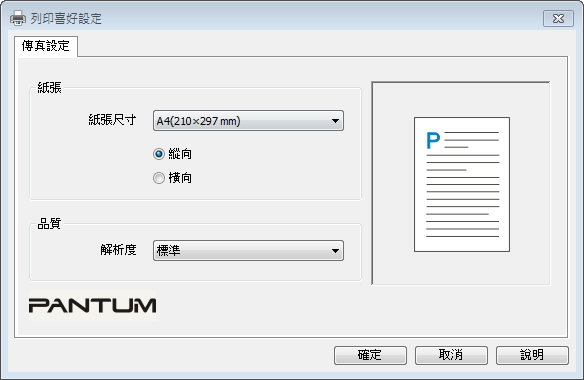 列印喜好設定
傳真設定
紙張
紙張尺寸
A4(210×297 mm)
縱向
橫向
P
品質
解析度
標準
PANTUM
確定
取消
說明